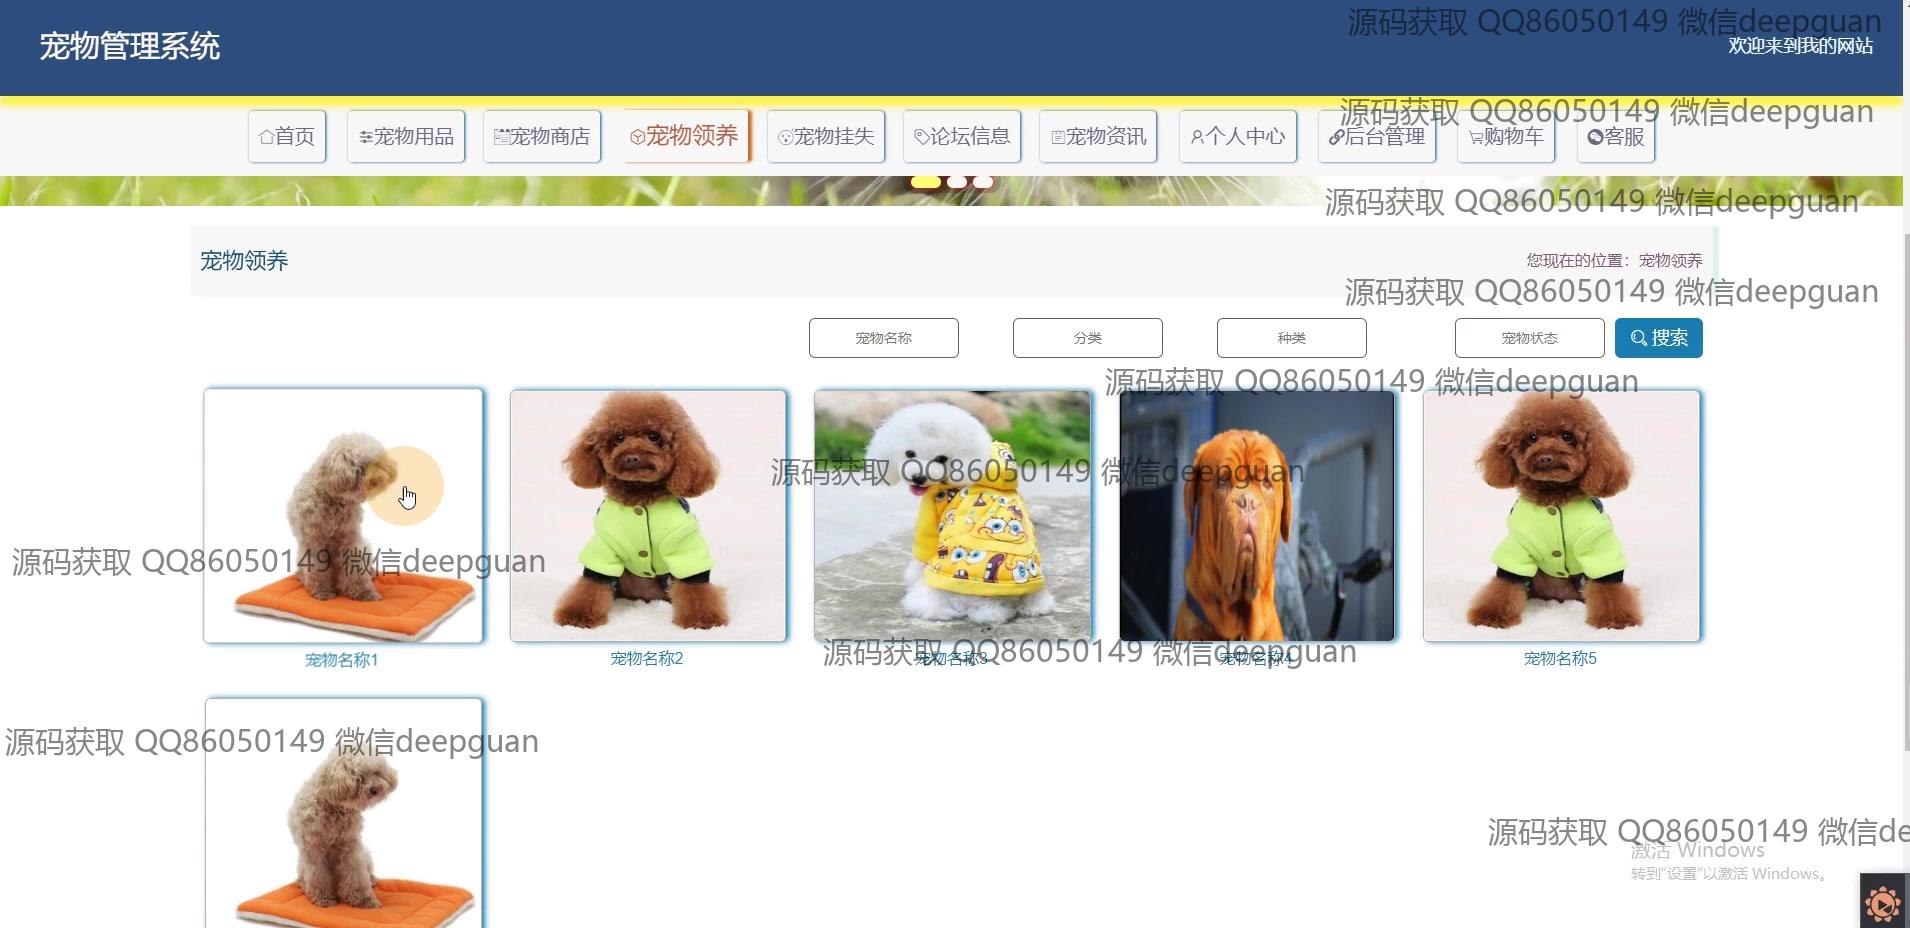 宠物管理系统
源码获取 QQ86050149 微信deepguan
欢迎来到我的网站
源码获取 QQ86050149 微信deepguan
首页
宠物用品
宠物商店
宠物领养
宠物挂失
论坛信息
宠物资讯
个人中心
后台管理
购物车
客服
源码获取 QQ86050149 微信deepguan
宠物领养
您现在的位置：宠物领养
源码获取 QQ86050149 微信deepguan
宠物名称
分类
种类
宠物状态
搜索
源码获取 QQ86050149 微信deepguan
源码获取 QQ86050149 微信deepguan
源码获取 QQ86050149 微信deepguan
源码获取 QQ86050149 微信deepguan
宠物名称1
宠物名称2
宠物名称3
宠物名称4
宠物名称5
源码获取 QQ86050149 微信deepguan
源码获取 QQ86050149 微信de
激活 Windows
转到“设置”以激活 Windows。